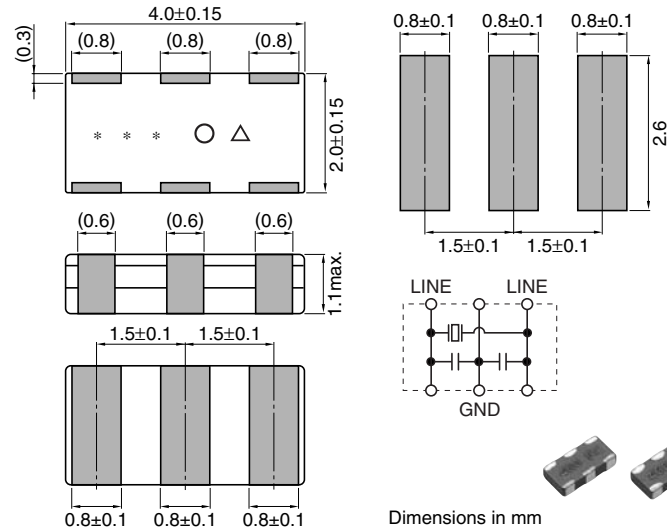 4.0±0.15
(0.8) (0.8) (0.8)
(0.3)
* * * ○ △
2.0±0.15
(0.6) (0.6) (0.6)
1.1max.
1.5±0.1 1.5±0.1
0.8±0.1 0.8±0.1 0.8±0.1
0.8±0.1 0.8±0.1 0.8±0.1
2.6
1.5±0.1 1.5±0.1
LINE LINE
GND
Dimensions in mm